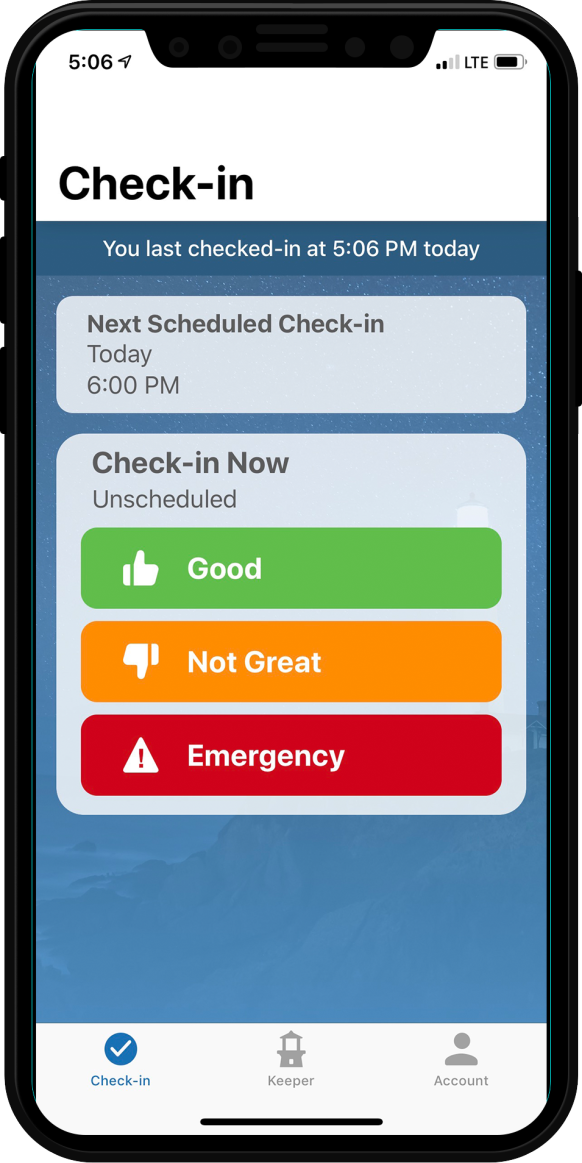 5:06 LTE
Check-in
You last checked-in at 5:06 PM today
Next Scheduled Check-in
Today
6:00 PM
Check-in Now
Unscheduled
Good
Not Great
Emergency
Check-in Keeper Account